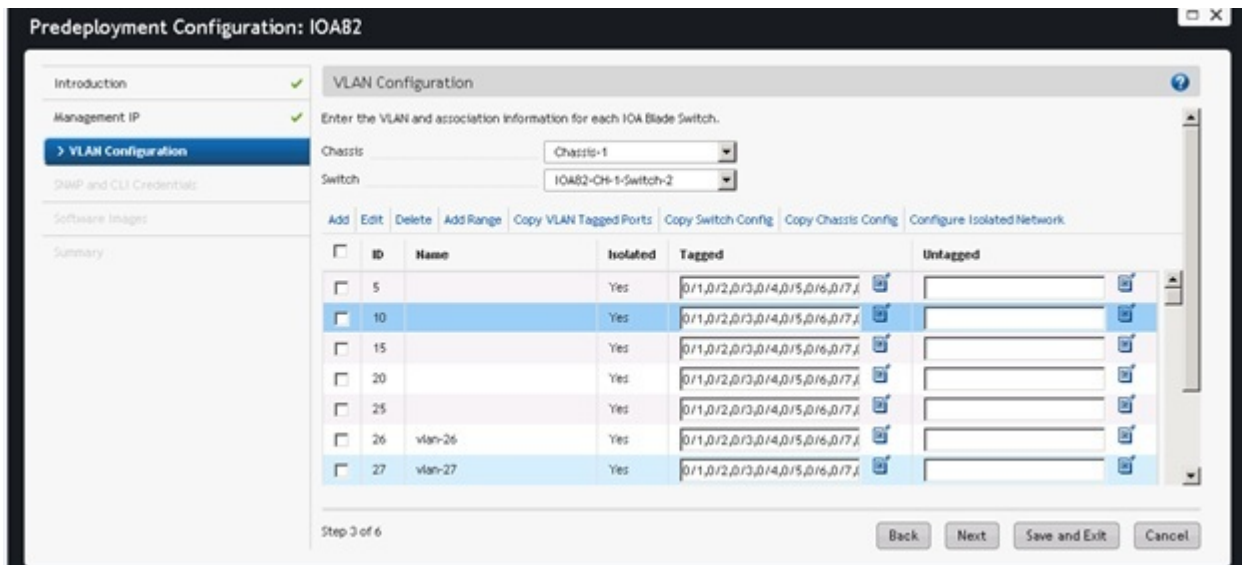 Predeployment Configuration: IOA82
Introduction
Management IP
> VLAN Configuration
SNMP and CLI Credentials
Software Images
Summary
VLAN Configuration
Enter the VLAN and association information for each IOA Blade Switch.
Chassis Chassis-1
Switch IOA82-CH-1-Switch-2
Add Edit Delete Add Range Copy VLAN Tagged Ports Copy Switch Config Copy Chassis Config Configure Isolated Network
ID Name Isolated Tagged Untagged
5 Yes 0/1,0/2,0/3,0/4,0/5,0/6,0/7,
10 Yes 0/1,0/2,0/3,0/4,0/5,0/6,0/7,
15 Yes 0/1,0/2,0/3,0/4,0/5,0/6,0/7,
20 Yes 0/1,0/2,0/3,0/4,0/5,0/6,0/7,
25 Yes 0/1,0/2,0/3,0/4,0/5,0/6,0/7,
26 vlan-26 Yes 0/1,0/2,0/3,0/4,0/5,0/6,0/7,
27 vlan-27 Yes 0/1,0/2,0/3,0/4,0/5,0/6,0/7,
Step 3 of 6
Back Next Save and Exit Cancel